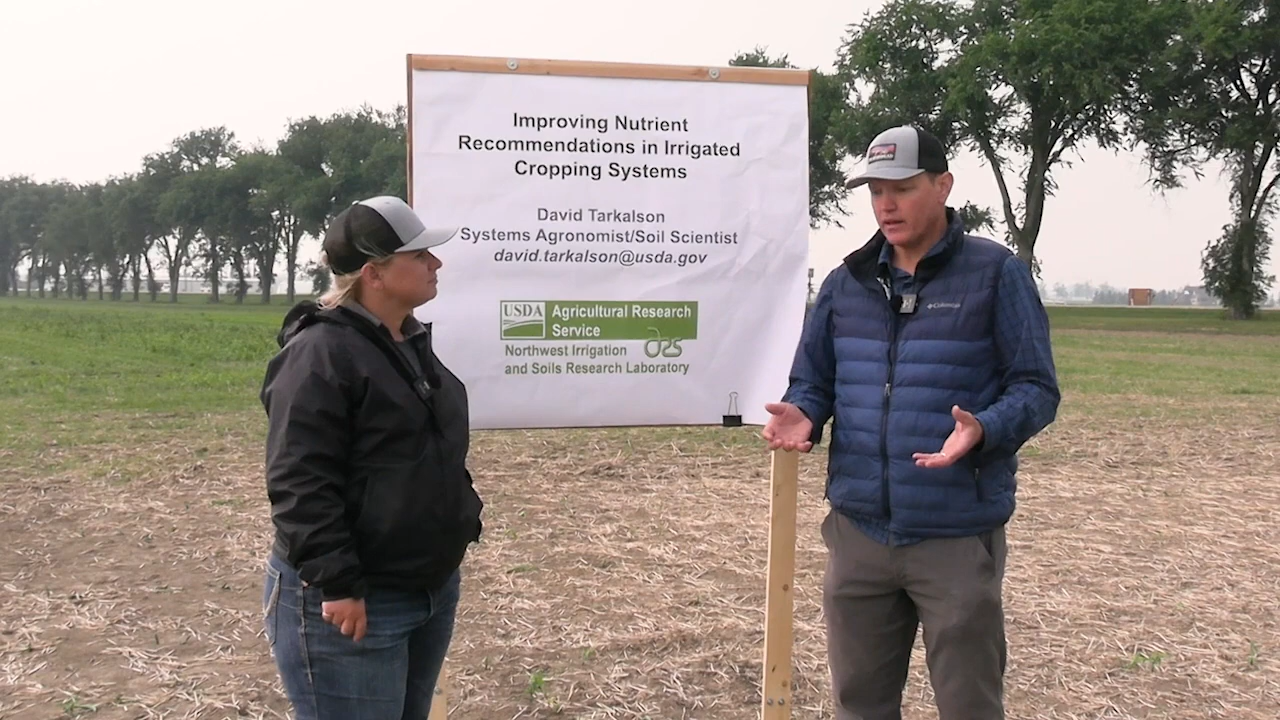 Improving Nutrient
Recommendations in Irrigated
Cropping Systems
David Tarkalson
Systems Agronomist/Soil Scientist
david.tarkalson@usda.gov
USDA
Agricultural Research
Service
Northwest Irrigation
and Soils Research Laboratory
ars
Columbia